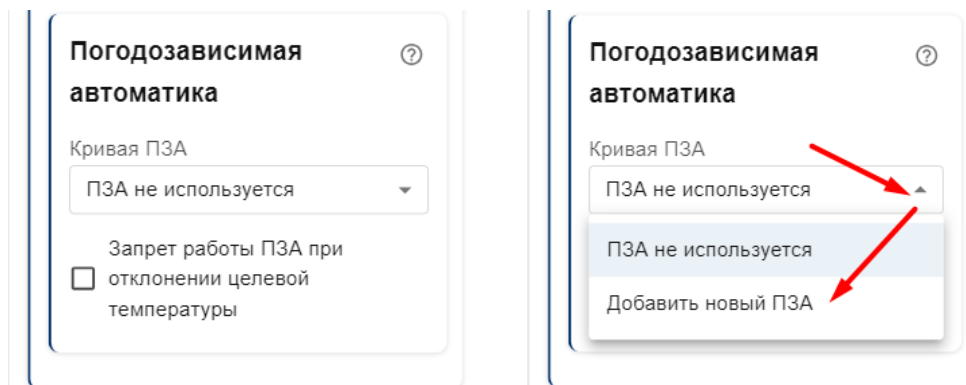 Погодозависимая
автоматика
Кривая ПЗА
ПЗА не используется
Запрет работы ПЗА при
отклонении целевой
температуры
Погодозависимая
автоматика
Кривая ПЗА
ПЗА не используется
ПЗА не используется
Добавить новый ПЗА